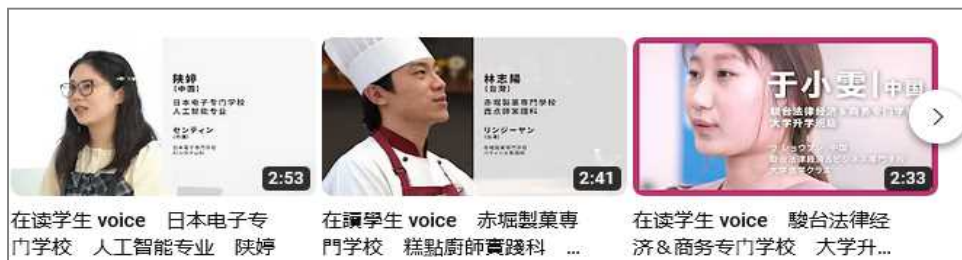 陕婷
(中国)
日本电子专门学校
人工智能专业
センティン
2:53
林志陽
(台灣)
赤堀製菓專門學校
リンジーヤン
2:41
于小雯|中国
大学升学班级
2:33
在读学生 voice　日本电子专
门学校　人工智能专业　陕婷
在讀學生 voice　赤堀製菓専
門学校　糕點廚師實踐科　...
在读学生 voice　駿台法律经
济＆商务专门学校　大学升...